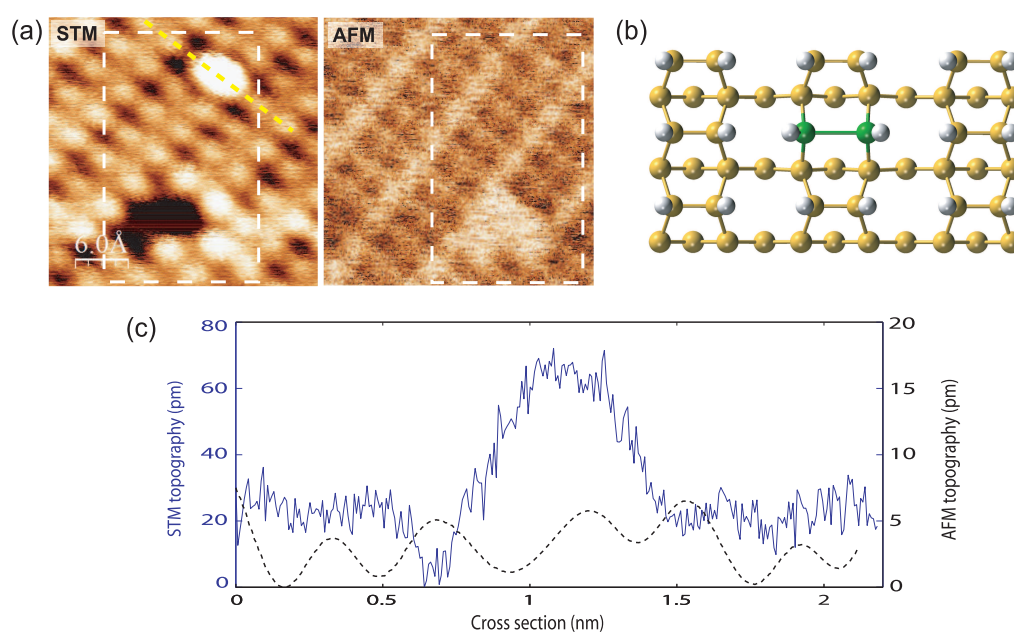 (a)
STM
AFM
(b)
6.0Å
(c)
80
60
40
20
0
STM topography (pm)
20
15
10
5
0
AFM topography (pm)
0
0.5
1
1.5
2
Cross section (nm)